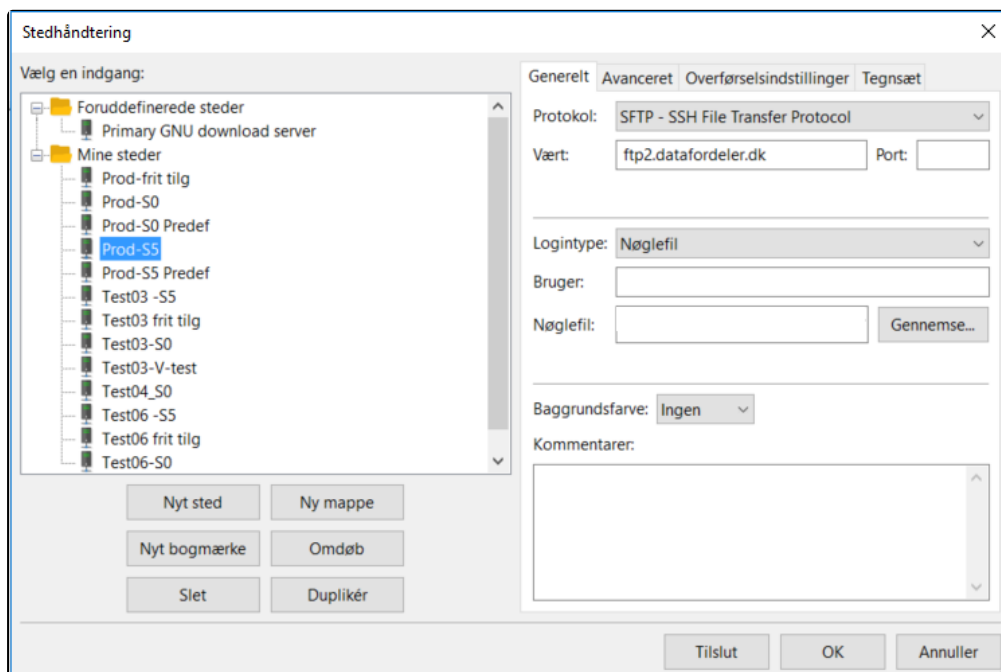 Stedhåndtering
Vælg en indgang:
Foruddefinerede steder
Primary GNU download server
Mine steder
Prod-frit tilg
Prod-S0
Prod-S0 Predef
Prod-S5
Prod-S5 Predef
Test03 -S5
Test03 frit tilg
Test03-S0
Test03-V-test
Test04_S0
Test06 -S5
Test06 frit tilg
Test06-S0
Nyt sted Ny mappe
Nyt bogmærke Omdøb
Slet Duplikér
Generelt Avanceret Overførselsindstillinger Tegnsæt
Protokol: SFTP - SSH File Transfer Protocol
Vært: ftp2.datafordeler.dk Port:
Logintype: Nøglefil
Bruger:
Nøglefil: Gennemse...
Baggrundsfarve: Ingen
Kommentarer:
Tilslut OK Annuller